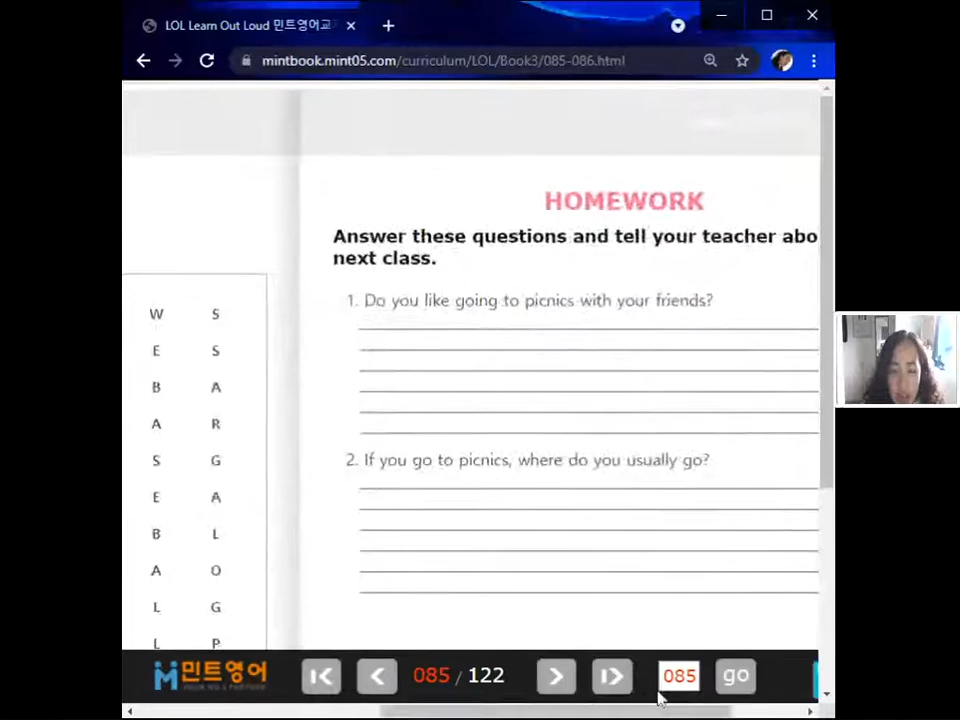 LOL Learn Out Loud 민트영어교
mintbook.mint05.com/curriculum/LOL/Book3/085-086.html
HOMEWORK
Answer these questions and tell your teacher abo
next class.
1. Do you like going to picnics with your friends?
2. If you go to picnics, where do you usually go?
W S
E S
B A
A R
S G
E A
B L
A O
L G
L P
민트영어
085 / 122
085
go